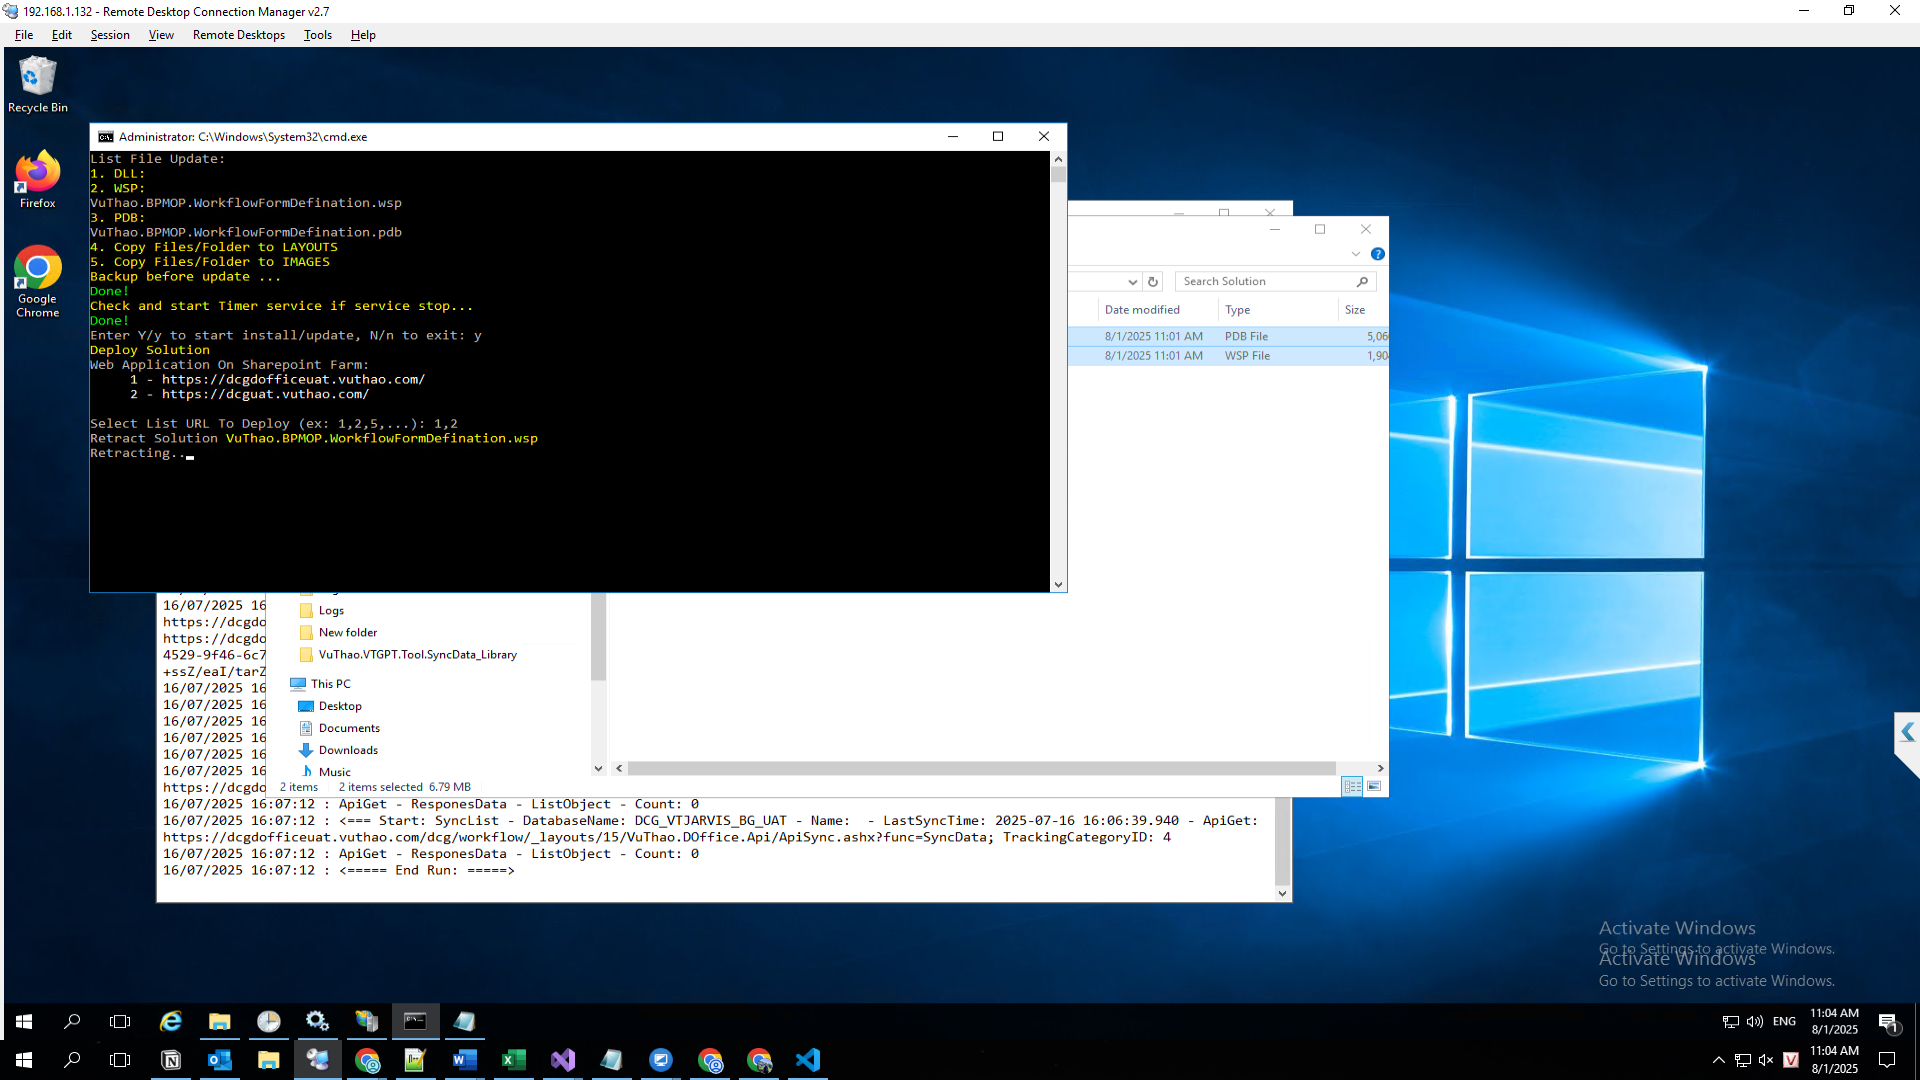 192.168.1.132 - Remote Desktop Connection Manager v2.7
File Edit Session View Remote Desktops Tools Help
Recycle Bin
Firefox
Google
Chrome
Administrator: C:\Windows\System32\cmd.exe
List File Update:
1. DLL:
2. WSP:
VuThao.BPMOP.WorkflowFormDefination.wsp
3. PDB:
VuThao.BPMOP.WorkflowFormDefination.pdb
4. Copy Files/Folder to LAYOUTS
5. Copy Files/Folder to IMAGES
Backup before update ...
Done!
Check and start Timer service if service stop...
Done!
Enter Y/y to start install/update, N/n to exit: y
Deploy Solution
Web Application On Sharepoint Farm:
1 - https://dcgdofficeuat.vuthao.com/
2 - https://dcguat.vuthao.com/
Select List URL To Deploy (ex: 1,2,5,...): 1,2
Retract Solution VuThao.BPMOP.WorkflowFormDefination.wsp
Retracting..
Search Solution
Date modified Type Size
8/1/2025 11:01 AM PDB File 5,06
8/1/2025 11:01 AM WSP File 1,90
Logs
New folder
VuThao.VTGPT.Tool.SyncData_Library
This PC
Desktop
Documents
Downloads
Music
2 items 2 items selected 6.79 MB
16/07/2025 16
https://dcgdo
https://dcgdo
4529-9f46-6c7
+ssZ/eaI/tarZ
16/07/2025 16
16/07/2025 16
16/07/2025 16
16/07/2025 16
16/07/2025 16
16/07/2025 16
https://dcgdo
16/07/2025 16:07:12 : ApiGet - ResponesData - ListObject - Count: 0
16/07/2025 16:07:12 : <=== Start: SyncList - DatabaseName: DCG_VTJARVIS_BG_UAT - Name:  - LastSyncTime: 2025-07-16 16:06:39.940 - ApiGet:
https://dcgdofficeuat.vuthao.com/dcg/workflow/_layouts/15/VuThao.DOffice.Api/ApiSync.ashx?func=SyncData; TrackingCategoryID: 4
16/07/2025 16:07:12 : ApiGet - ResponesData - ListObject - Count: 0
16/07/2025 16:07:12 : <===== End Run: =====>
Activate Windows
Go to Settings to activate Windows.
Activate Windows
Go to Settings to activate Windows.
ENG
11:04 AM
8/1/2025
1
11:04 AM
8/1/2025